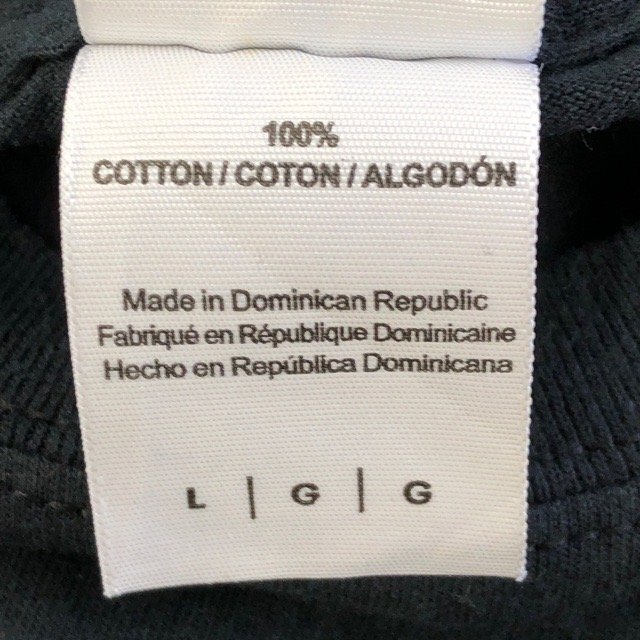 100%
COTTON / COTON / ALGODÓN
Made in Dominican Republic
Fabriqué en République Dominicaine
Hecho en República Dominicana
L | G | G